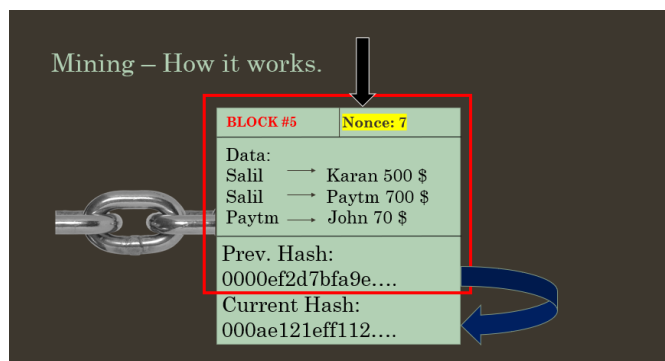 Mining – How it works.
BLOCK #5 Nonce: 7
Data:
Salil Karan 500 $
Salil Paytm 700 $
Paytm John 70 $
Prev. Hash:
0000ef2d7bfa9e....
Current Hash:
000ae121eff112....